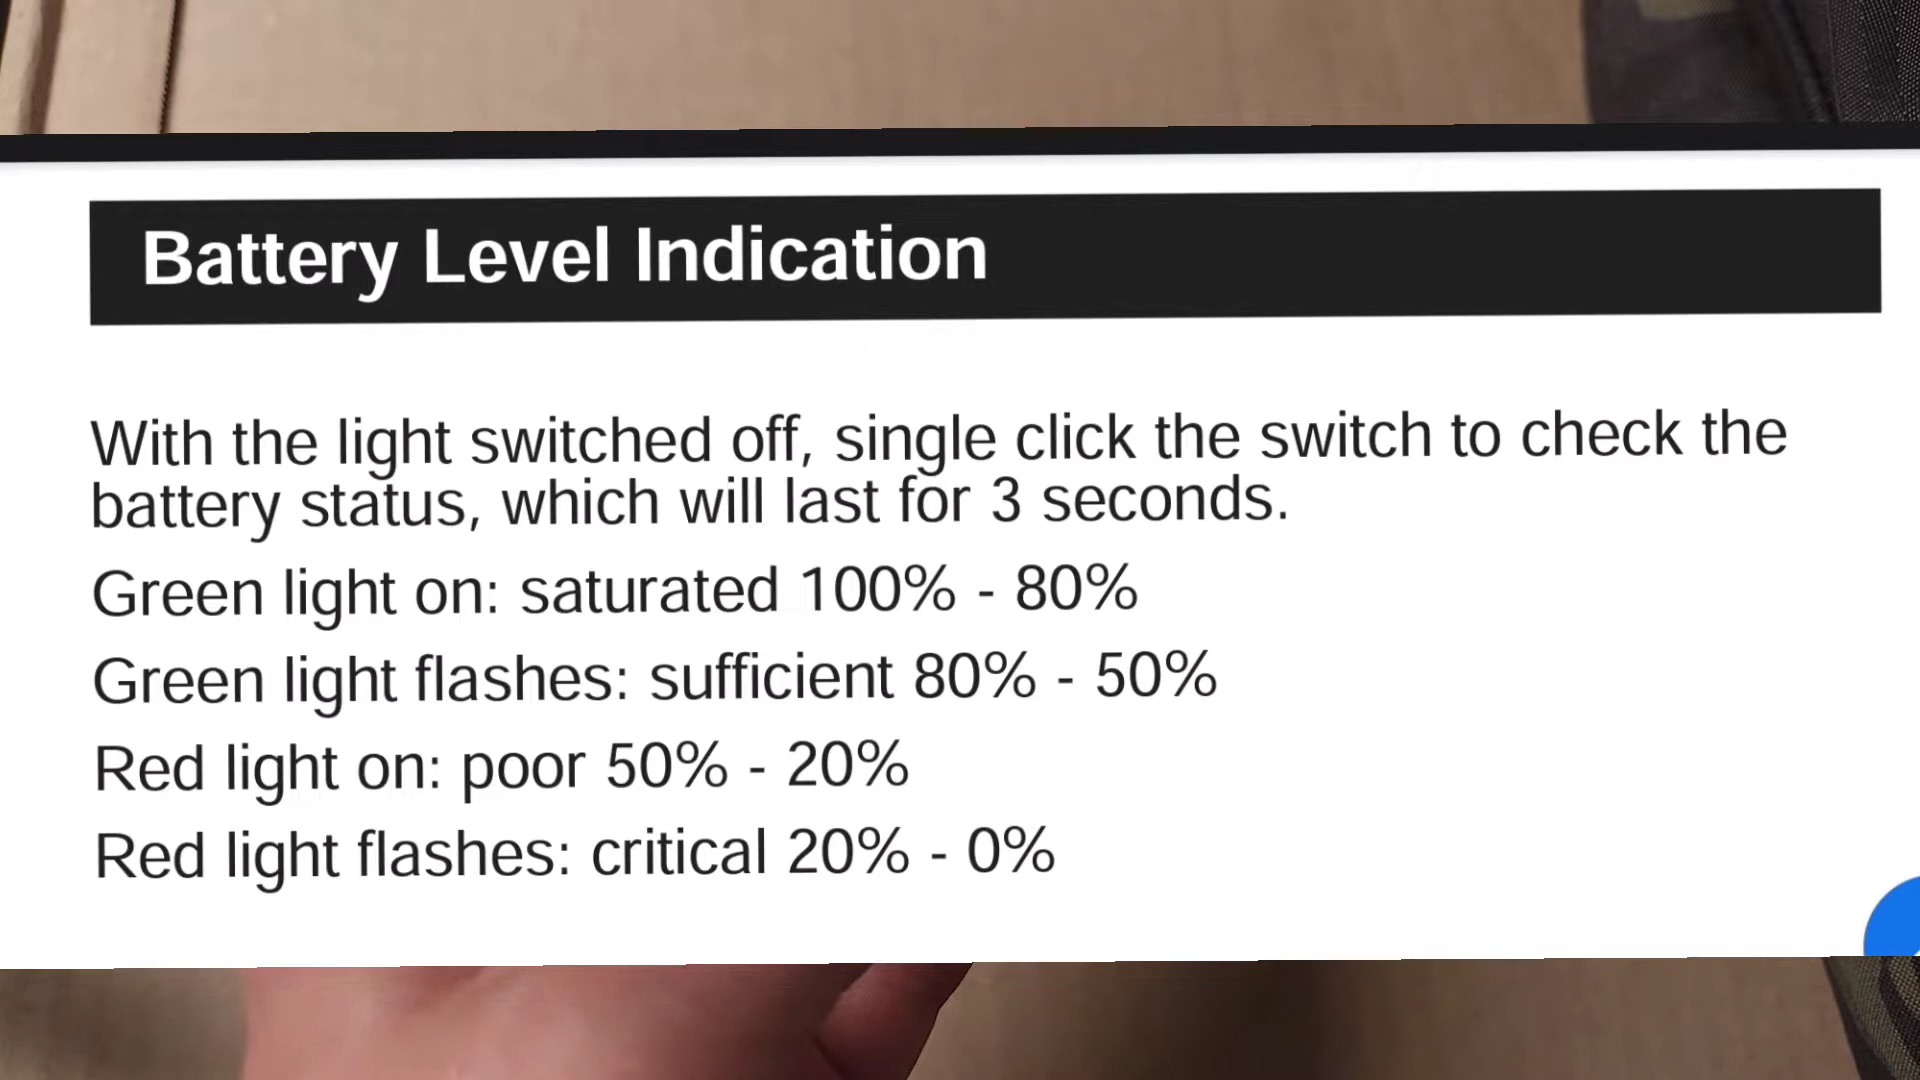 Battery Level Indication
With the light switched off, single click the switch to check the
battery status, which will last for 3 seconds.
Green light on: saturated 100% - 80%
Green light flashes: sufficient 80% - 50%
Red light on: poor 50% - 20%
Red light flashes: critical 20% - 0%